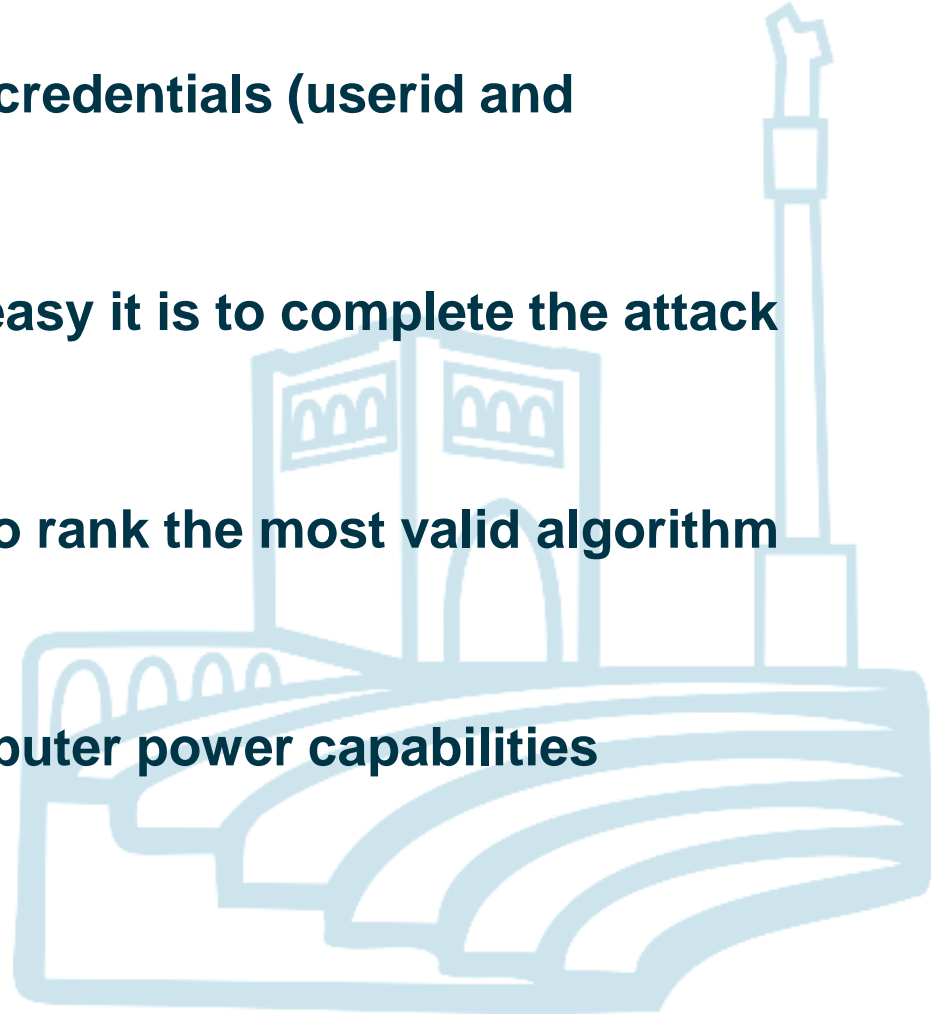 credentials (userid and
easy it is to complete the attack
o rank the most valid algorithm
puter power capabilities